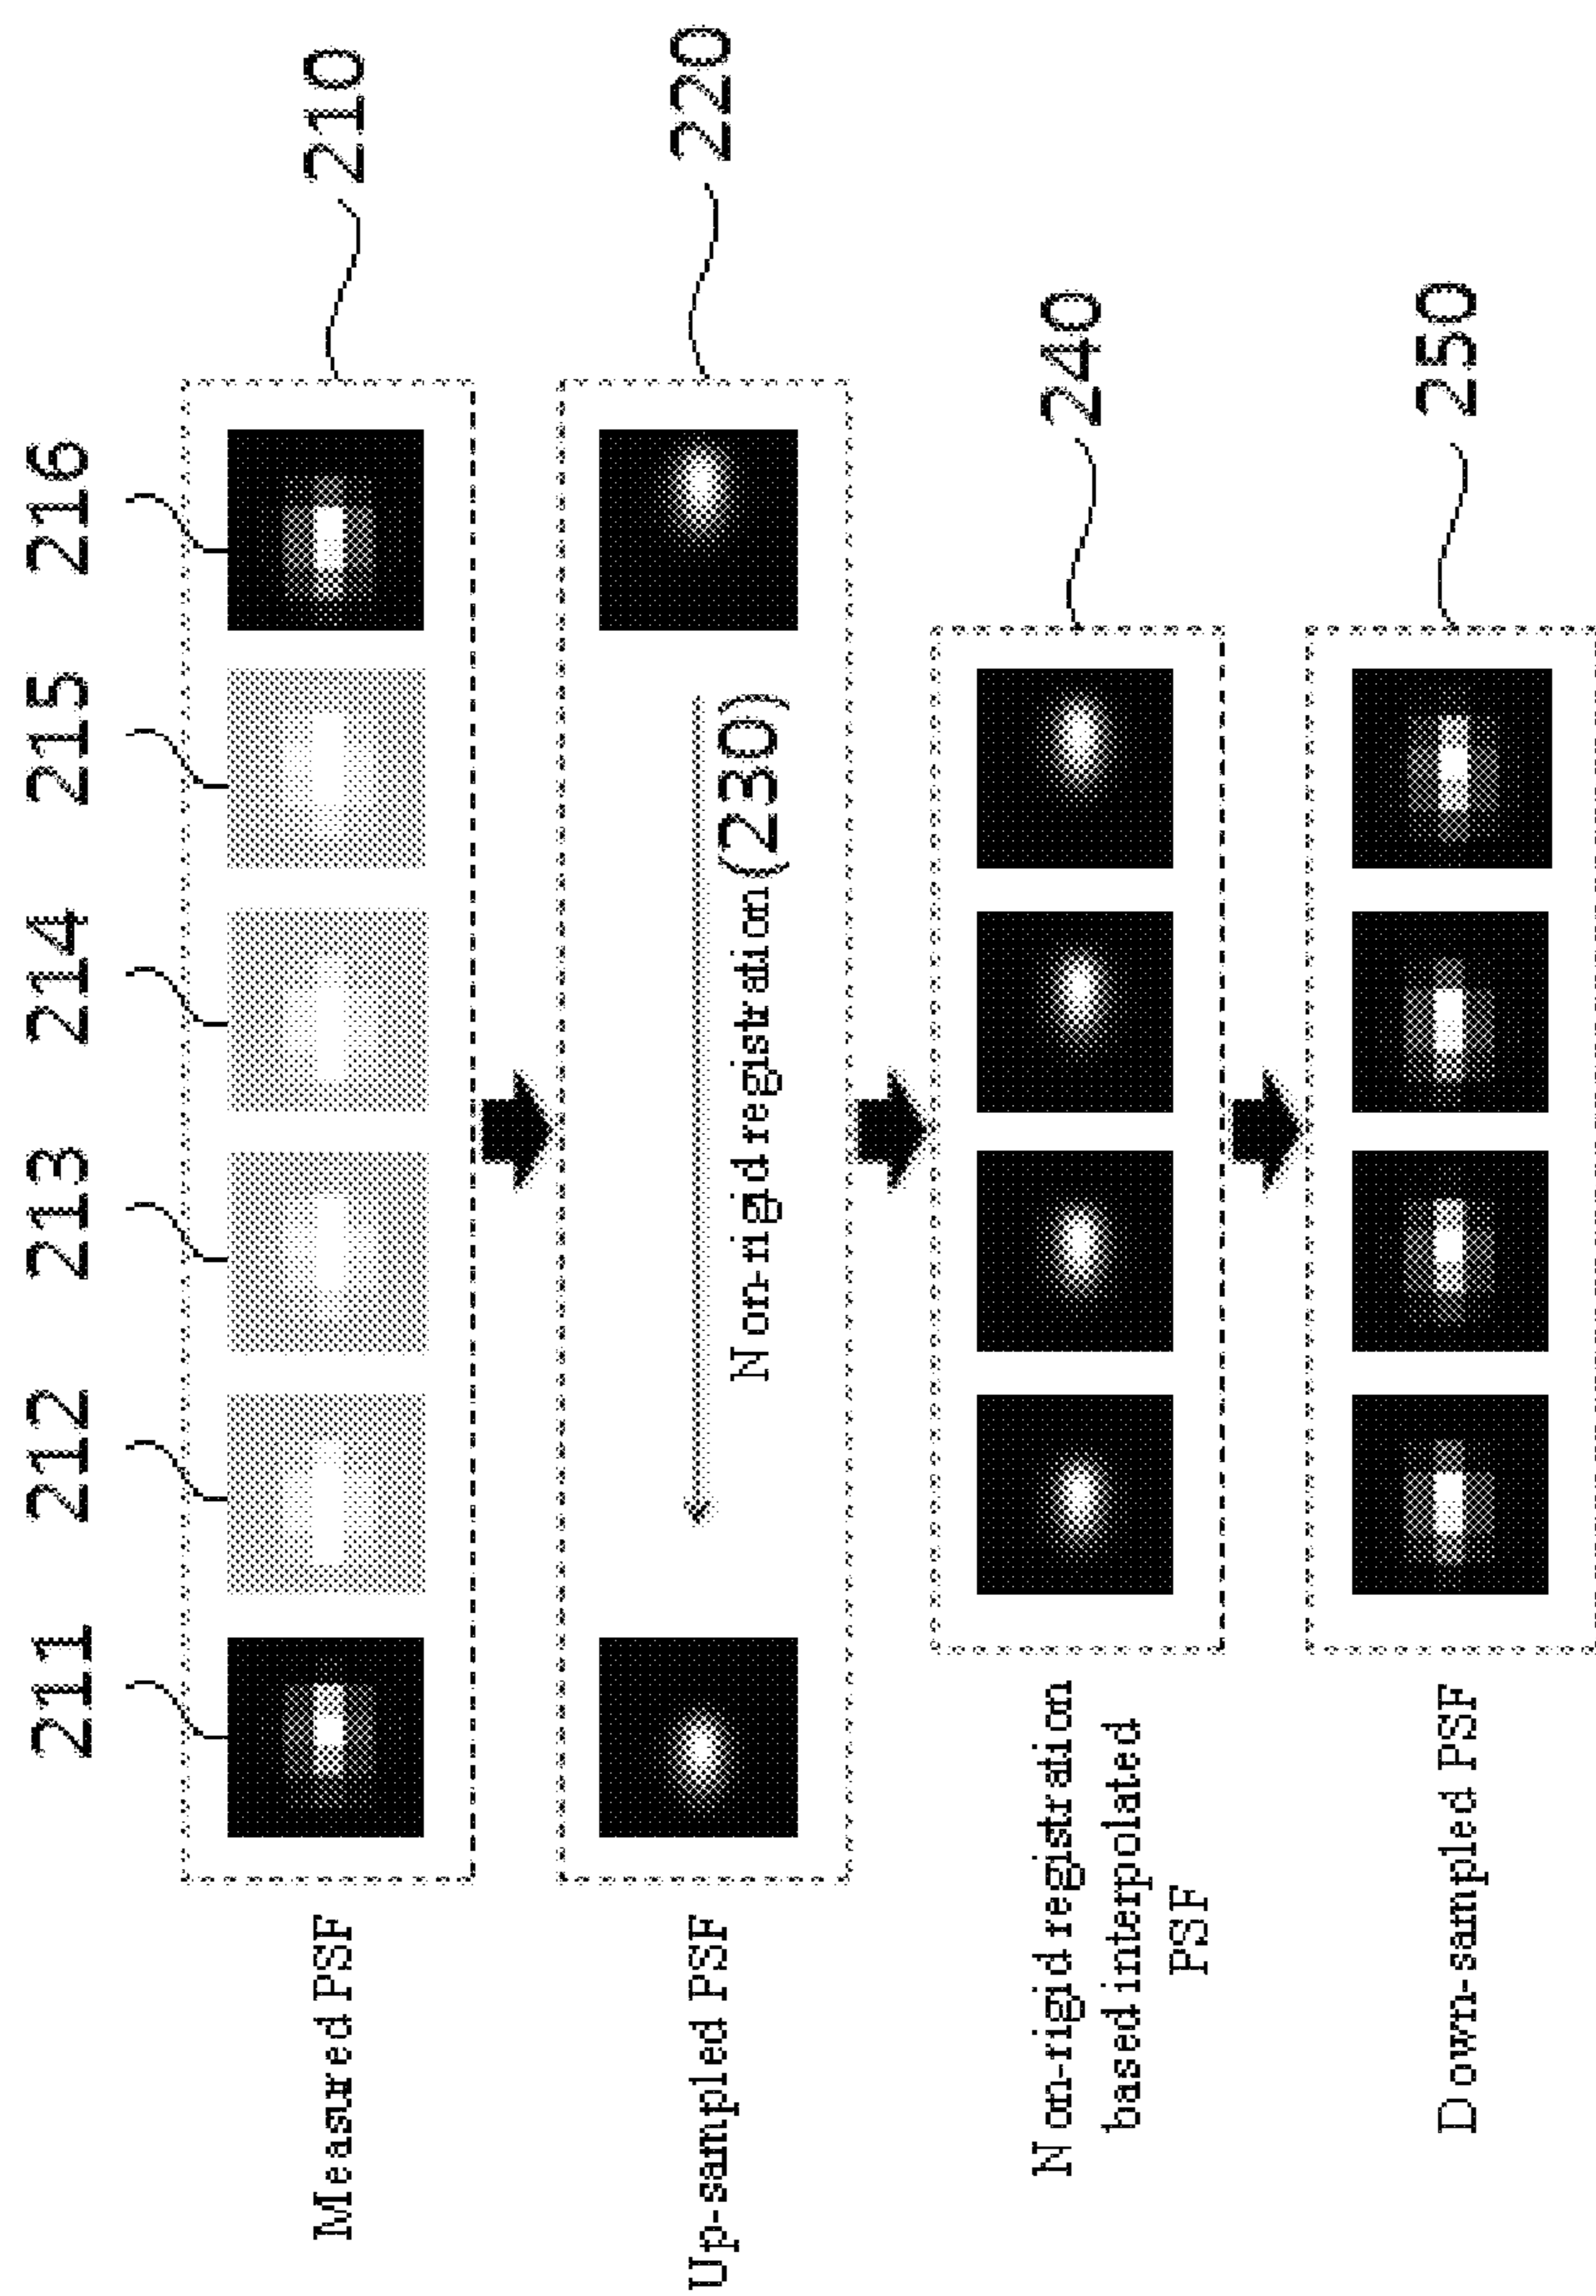 211 212 213 214 215 216
Measured PSF
210
Up-sampled PSF
Non-rigid registration (230)
220
Non-rigid registration
based interpolated
PSF
240
Down-sampled PSF
250